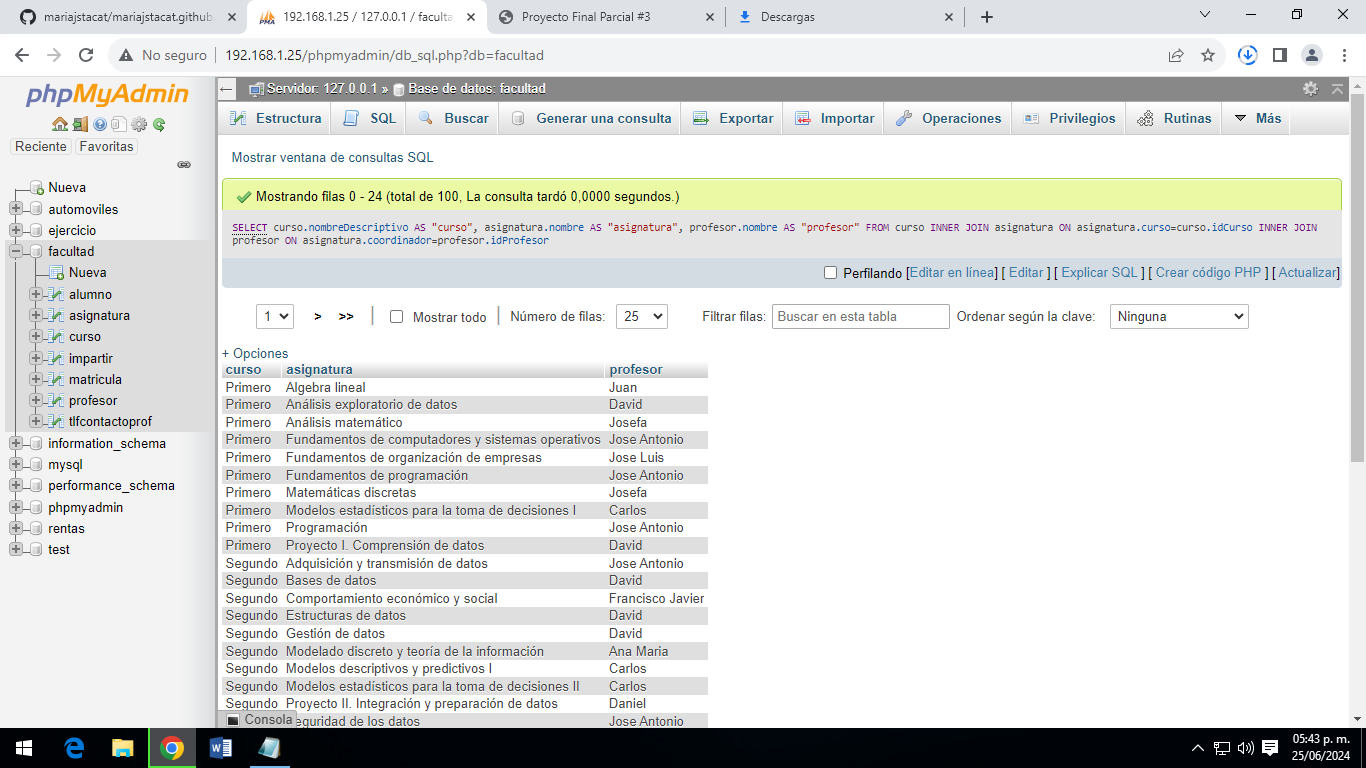 mariajstacat/mariajstacat.github
192.168.1.25 / 127.0.0.1 / faculta
Proyecto Final Parcial #3
Descargas
No seguro
192.168.1.25/phpmyadmin/db_sql.php?db=facultad
phpMyAdmin
Reciente
Favoritas
Nueva
automoviles
ejercicio
facultad
Nueva
alumno
asignatura
curso
impartir
matricula
profesor
tlfcontactoprof
information_schema
mysql
performance_schema
phpmyadmin
rentas
test
Servidor: 127.0.0.1 » Base de datos: facultad
Estructura SQL Buscar Generar una consulta Exportar Importar Operaciones Privilegios Rutinas Más
Mostrar ventana de consultas SQL
Mostrando filas 0 - 24 (total de 100, La consulta tardó 0,0000 segundos.)
SELECT curso.nombreDescriptivo AS "curso", asignatura.nombre AS "asignatura", profesor.nombre AS "profesor" FROM curso INNER JOIN asignatura ON asignatura.curso=curso.idCurso INNER JOIN
profesor ON asignatura.coordinador=profesor.idProfesor
Perfilando [Editar en línea] [ Editar ] [ Explicar SQL ] [ Crear código PHP ] [ Actualizar]
1 > >> | Mostrar todo | Número de filas: 25 Filtrar filas: Buscar en esta tabla Ordenar según la clave: Ninguna
+ Opciones
curso asignatura profesor
Primero Algebra lineal Juan
Primero Análisis exploratorio de datos David
Primero Análisis matemático Josefa
Primero Fundamentos de computadores y sistemas operativos Jose Antonio
Primero Fundamentos de organización de empresas Jose Luis
Primero Fundamentos de programación Jose Antonio
Primero Matemáticas discretas Josefa
Primero Modelos estadísticos para la toma de decisiones I Carlos
Primero Programación Jose Antonio
Primero Proyecto I. Comprensión de datos David
Segundo Adquisición y transmisión de datos Jose Antonio
Segundo Bases de datos David
Segundo Comportamiento económico y social Francisco Javier
Segundo Estructuras de datos David
Segundo Gestión de datos David
Segundo Modelado discreto y teoría de la información Ana Maria
Segundo Modelos descriptivos y predictivos I Carlos
Segundo Modelos estadísticos para la toma de decisiones II Carlos
Segundo Proyecto II. Integración y preparación de datos Daniel
eguridad de los datos Jose Antonio
Consola
05:43 p. m.
25/06/2024